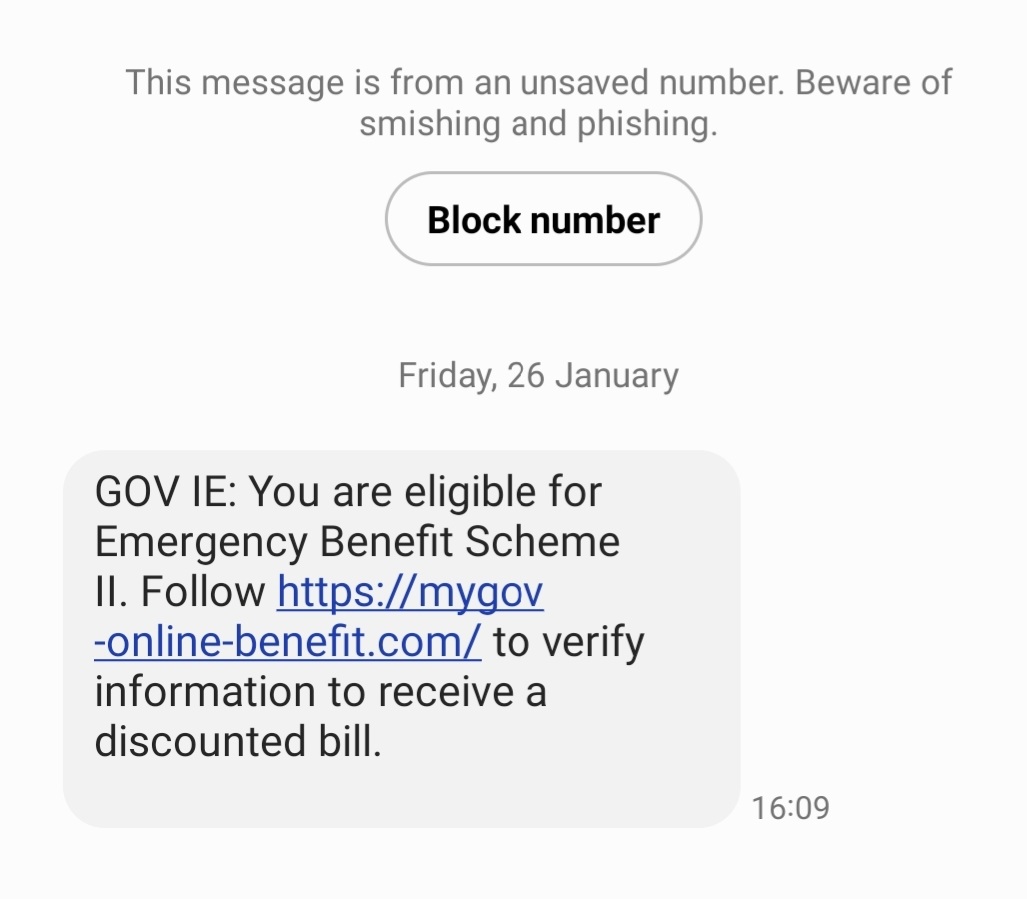 This message is from an unsaved number. Beware of
smishing and phishing.
Block number
Friday, 26 January
GOV IE: You are eligible for
Emergency Benefit Scheme
II. Follow https://mygov
-online-benefit.com/ to verify
information to receive a
discounted bill.
16:09